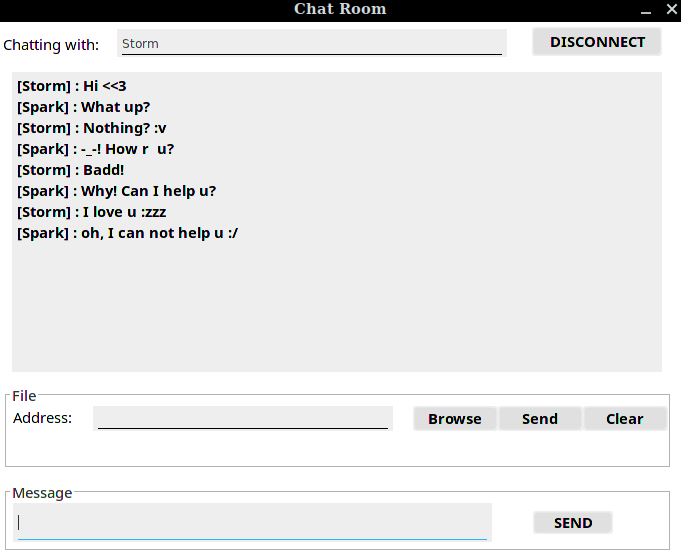 Chat Room
Chatting with: Storm DISCONNECT
[Storm] : Hi <<3
[Spark] : What up?
[Storm] : Nothing? :v
[Spark] : -_-! How r  u?
[Storm] : Badd!
[Spark] : Why! Can I help u?
[Storm] : I love u :zzz
[Spark] : oh, I can not help u :/
File
Address: Browse Send Clear
Message
SEND